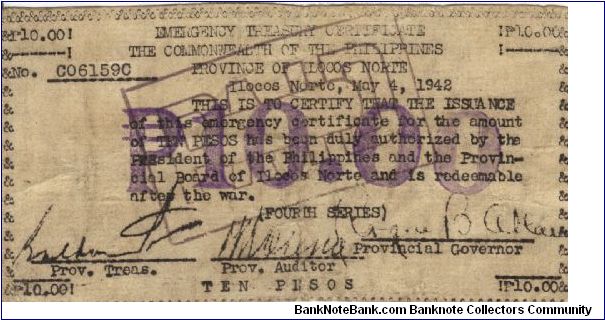 ₱10.00! EMERGENCY TREASURY CERTIFICATE !₱10.00
THE COMMONWEALTH OF THE PHILIPPINES
No. C06159C PROVINCE OF ILOCOS NORTE
Ilocos Norte, May 4, 1942
THIS IS TO CERTIFY THAT THE ISSUANCE
of this emergency certificate for the amount
of TEN PESOS has been duly authorized by the
President of the Philippines and the Provin-
cial Board of Ilocos Norte and is redeemable
after the war.
₱10.00
(FOURTH SERIES)
Provincial Governor
Prov. Treas. Prov. Auditor
₱10.00! TEN PESOS !₱10.00
BankNoteBank.com Banknote Collectors Community